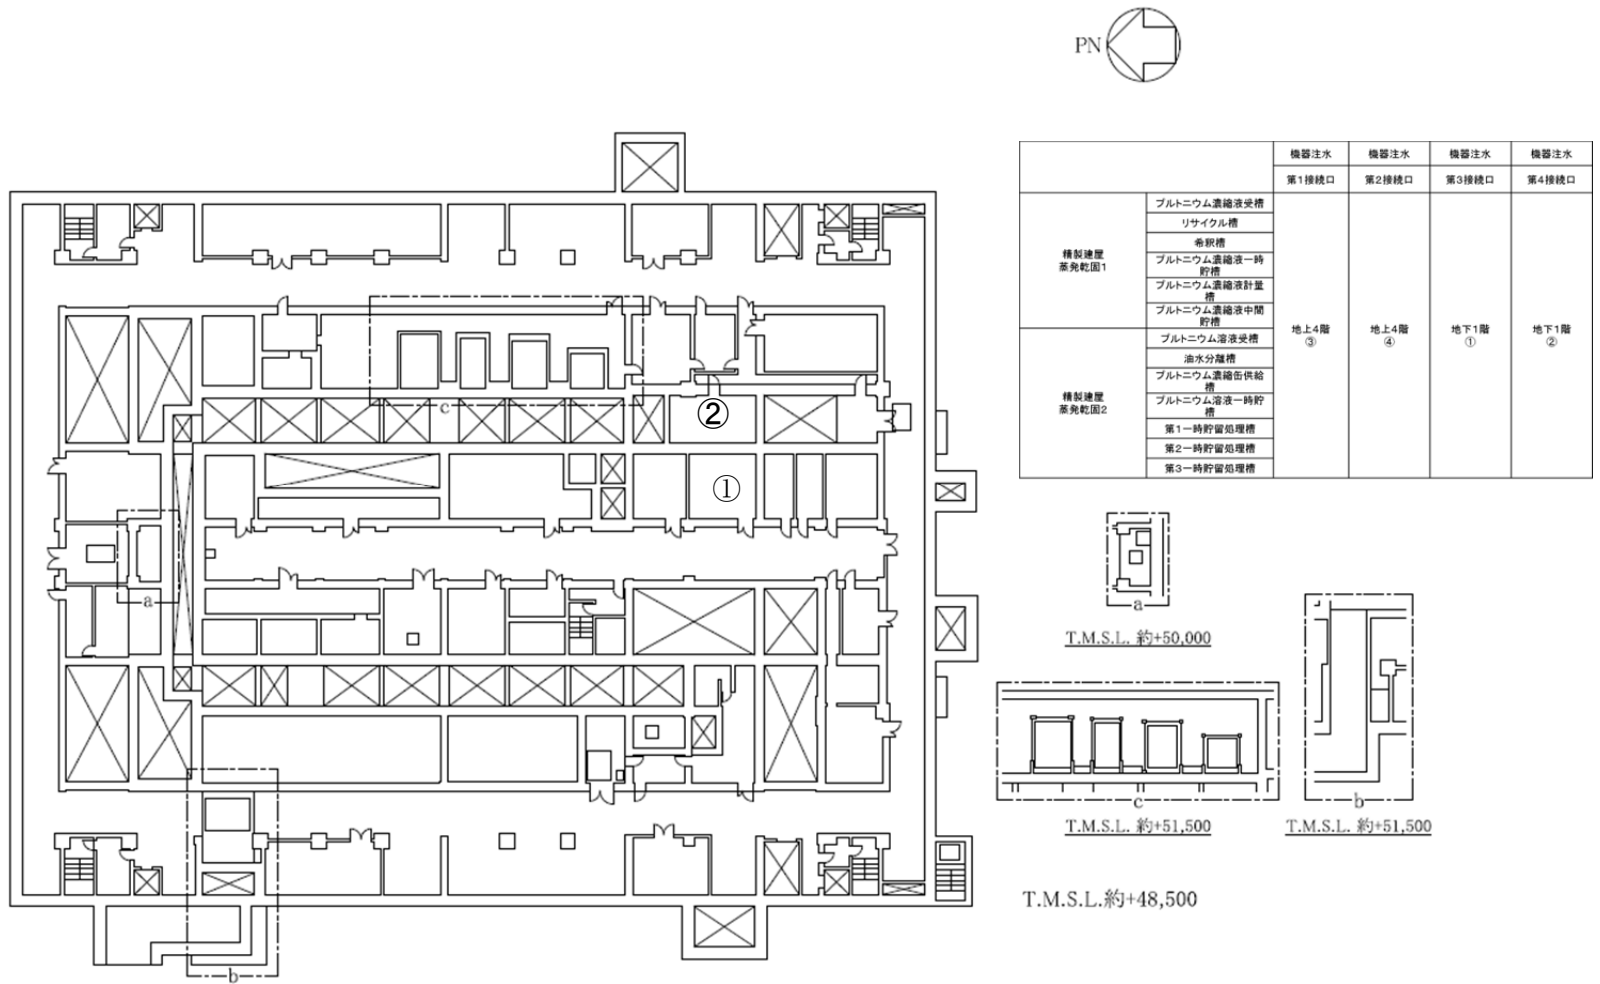 PN
機器注水 機器注水 機器注水 機器注水
第1接続口 第2接続口 第3接続口 第4接続口
精製建屋
蒸発乾固1
プルトニウム濃縮液受槽
リサイクル槽
希釈槽
プルトニウム濃縮液一時
貯槽
プルトニウム濃縮液計量
槽
プルトニウム濃縮液中間
貯槽
精製建屋
蒸発乾固2
プルトニウム溶液受槽
油水分離槽
プルトニウム濃縮缶供給
槽
プルトニウム溶液一時貯
槽
第1一時貯留処理槽
第2一時貯留処理槽
第3一時貯留処理槽
地上4階 地上4階 地下1階 地下1階
③ ④ ① ②
c
②
①
a
b
a
T.M.S.L. 約+50,000
c
T.M.S.L. 約+51,500
b
T.M.S.L. 約+51,500
T.M.S.L.約+48,500